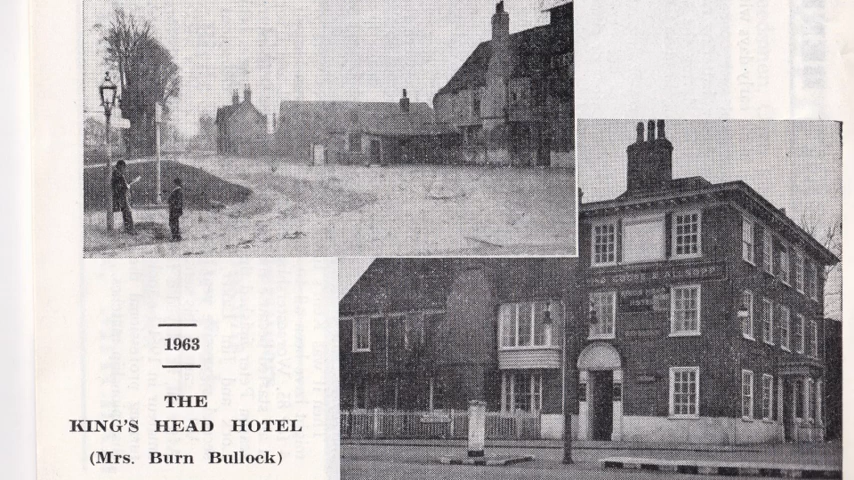 1963
THE
KING'S HEAD HOTEL
(Mrs. Burn Bullock)